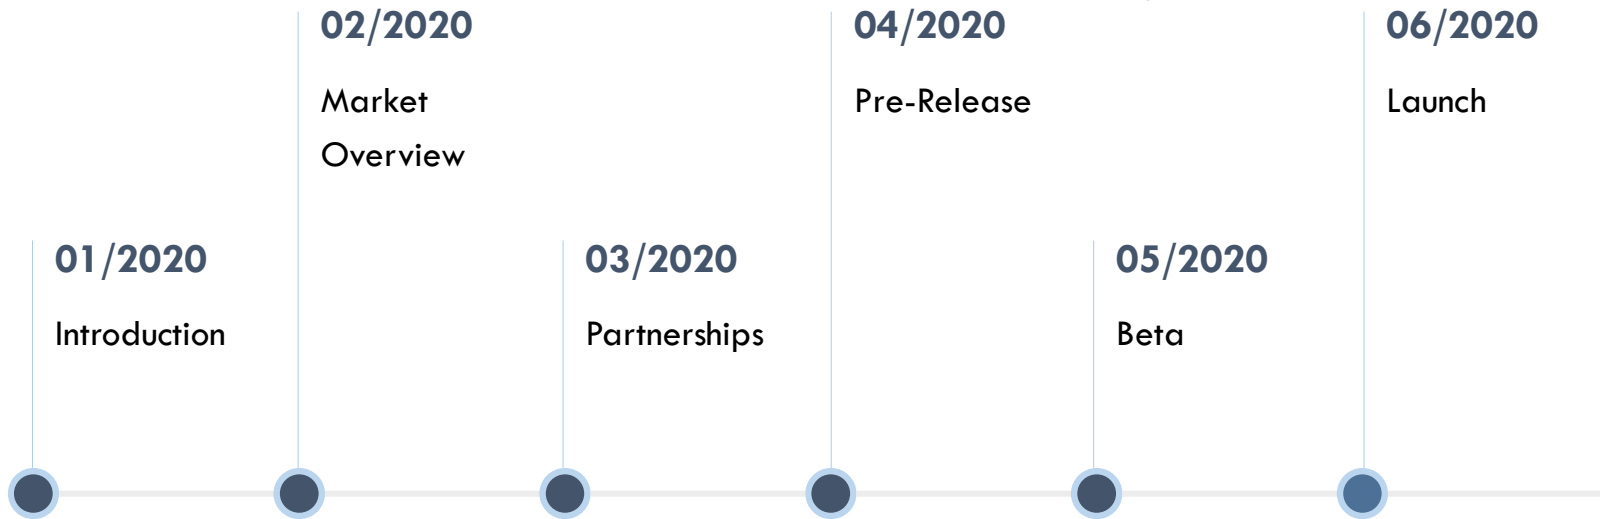 02/2020
Market
Overview
04/2020
Pre-Release
06/2020
Launch
01/2020
Introduction
03/2020
Partnerships
05/2020
Beta